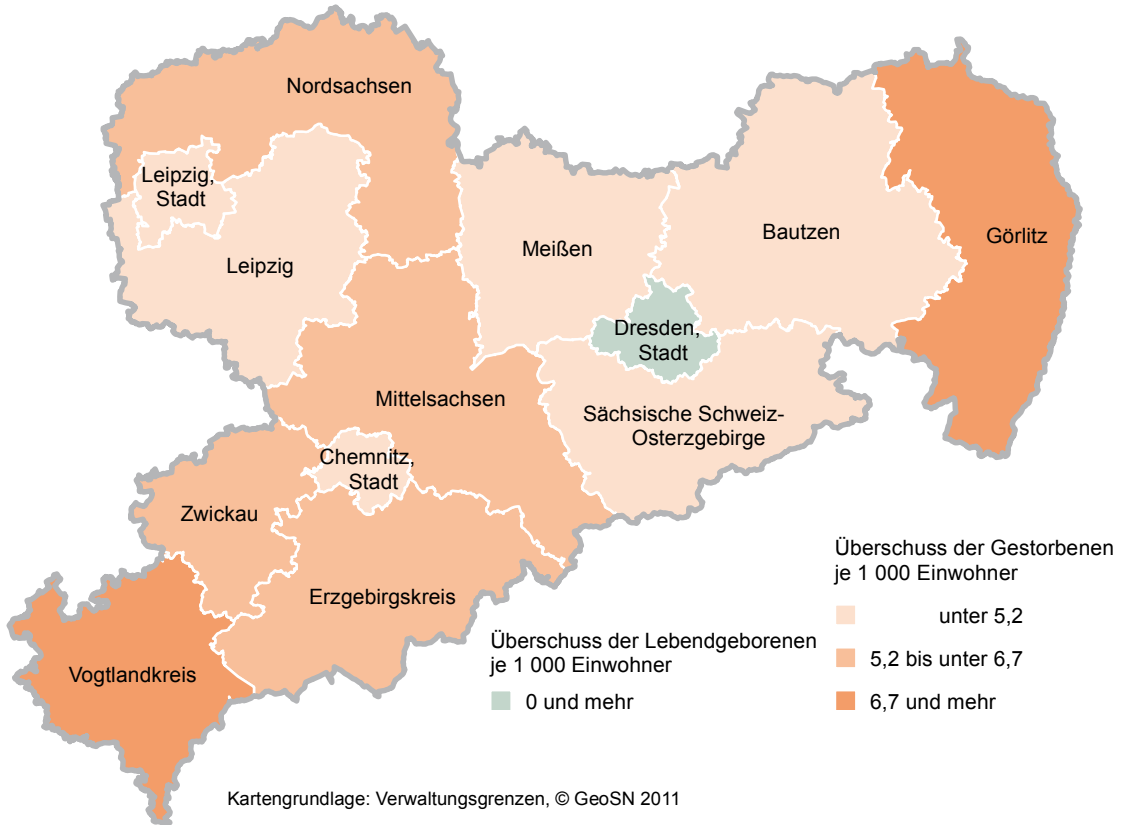 Nordsachsen
Leipzig,
Stadt
Leipzig
Meißen
Bautzen
Görlitz
Dresden,
Stadt
Mittelsachsen
Sächsische Schweiz-
Osterzgebirge
Chemnitz,
Stadt
Zwickau
Erzgebirgskreis
Vogtlandkreis
Überschuss der Lebendgeborenen
je 1 000 Einwohner
0 und mehr
Überschuss der Gestorbenen
je 1 000 Einwohner
unter 5,2
5,2 bis unter 6,7
6,7 und mehr
Kartengrundlage: Verwaltungsgrenzen, © GeoSN 2011